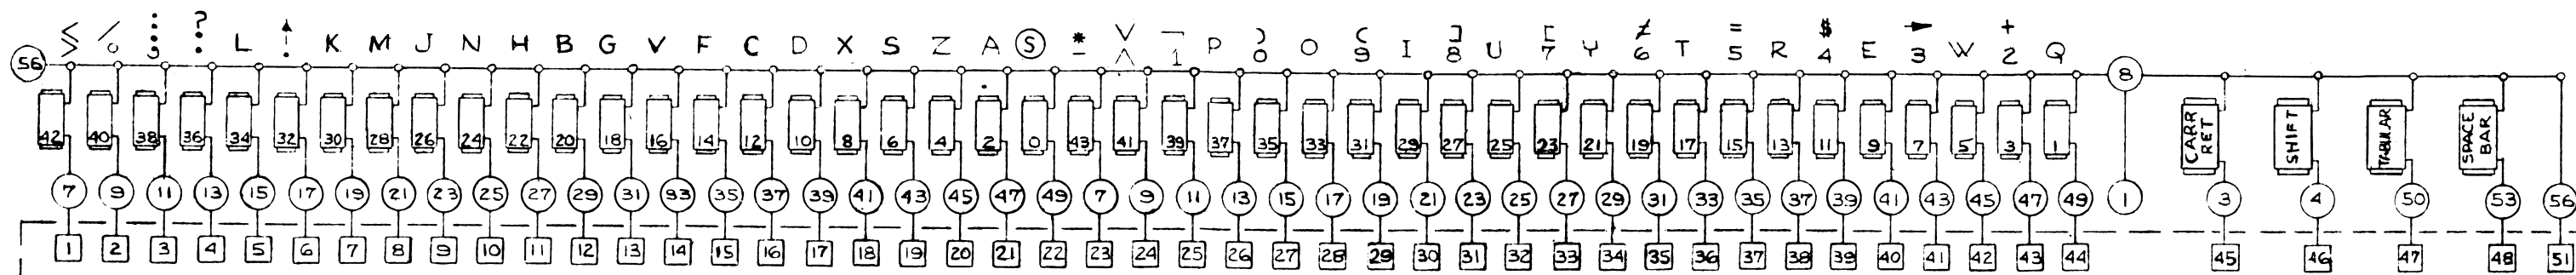 ≤ / : ? L ↑ K M J N H B G V F C D X S Z A Ⓢ * V ¬ P ) O ( I ] U [ Y ≠ T = R $ E → W + Q
≥ o ; : . - Λ 1 0 9 8 7 6 5 4 3 2
56 8
42 40 38 36 34 32 30 28 26 24 22 20 18 16 14 12 10 8 6 4 2 0 43 41 39 37 35 33 31 29 27 25 23 21 19 17 15 13 11 9 7 5 3 1 CARR RET SHIFT TABULAR SPACE BAR
7 9 11 13 15 17 19 21 23 25 27 29 31 33 35 37 39 41 43 45 47 49 7 9 11 13 15 17 19 21 23 25 27 29 31 33 35 37 39 41 43 45 47 49 1 3 4 50 53 56
1 2 3 4 5 6 7 8 9 10 11 12 13 14 15 16 17 18 19 20 21 22 23 24 25 26 27 28 29 30 31 32 33 34 35 36 37 38 39 40 41 42 43 44 45 46 47 48 51